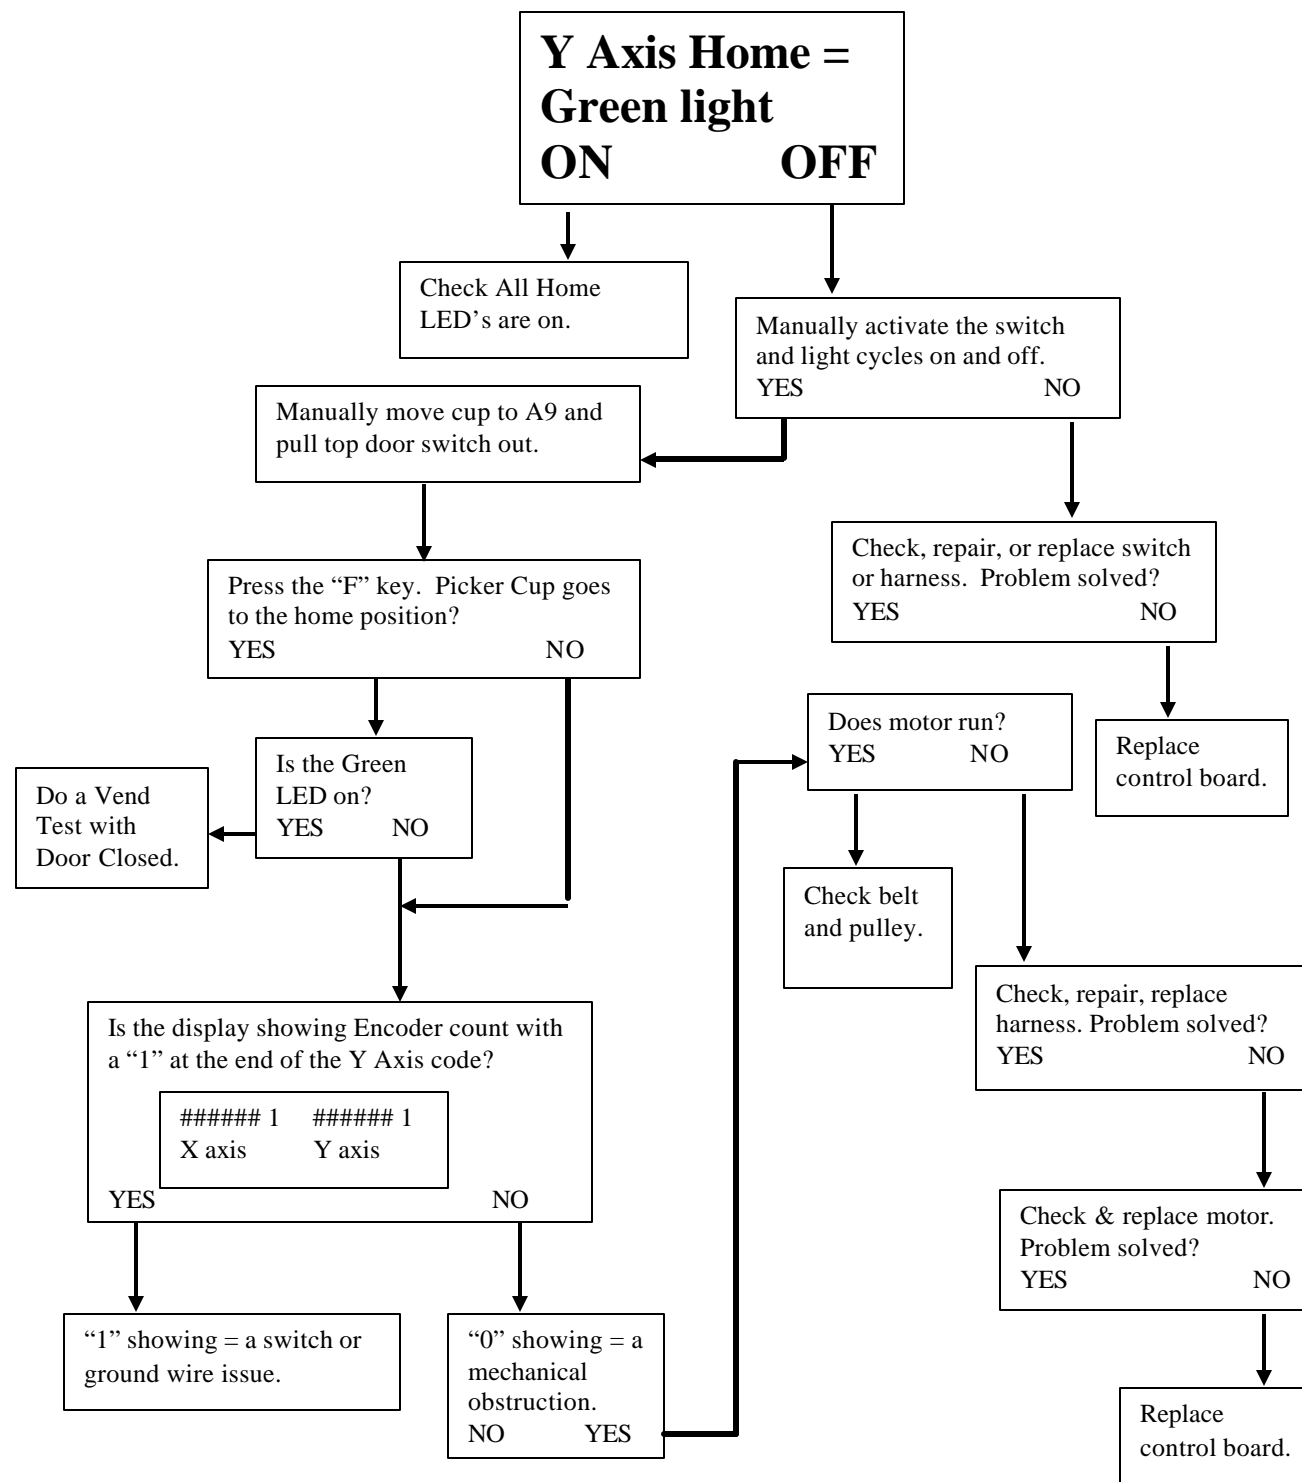 Y Axis Home =
Green light
ON OFF
Check All Home
LED’s are on.
Manually activate the switch
and light cycles on and off.
YES NO
Manually move cup to A9 and
pull top door switch out.
Press the “F” key. Picker Cup goes
to the home position?
YES NO
Check, repair, or replace switch
or harness. Problem solved?
YES NO
Does motor run?
YES NO
Replace
control board.
Is the Green
LED on?
YES NO
Do a Vend
Test with
Door Closed.
Check belt
and pulley.
Check, repair, replace
harness. Problem solved?
YES NO
Is the display showing Encoder count with
a “1” at the end of the Y Axis code?
###### 1 ###### 1
X axis Y axis
YES NO
Check & replace motor.
Problem solved?
YES NO
“1” showing = a switch or
ground wire issue.
“0” showing = a
mechanical
obstruction.
NO YES
Replace
control board.